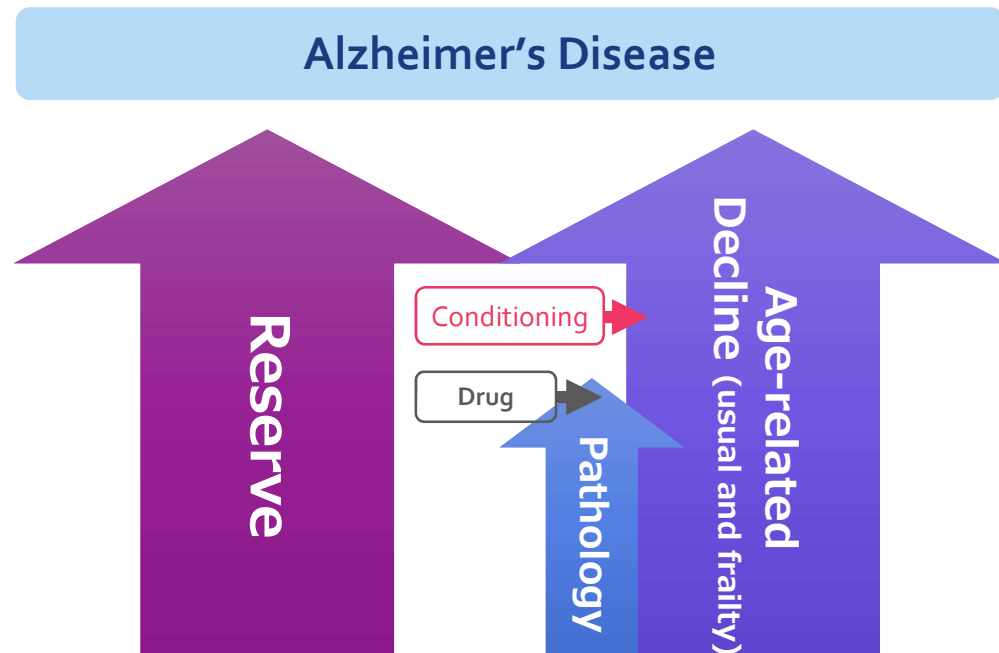 Alzheimer's Disease
Reserve
Conditioning
Drug
Pathology
Age-related
Decline (usual and frailty)